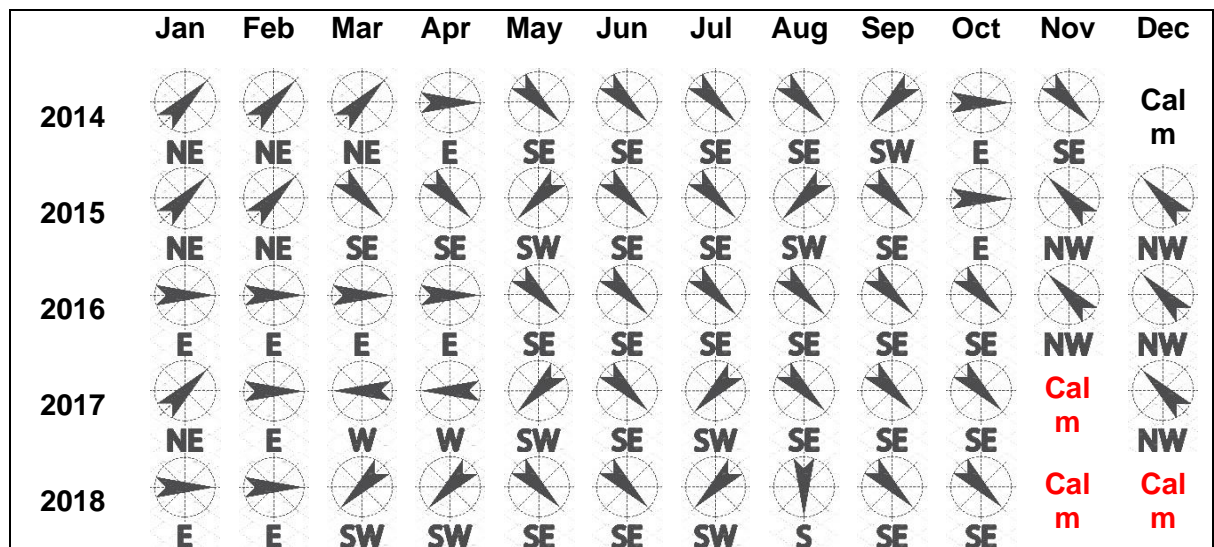 Jan Feb Mar Apr May Jun Jul Aug Sep Oct Nov Dec
2014 Cal
m
NE NE NE E SE SE SE SE SW E SE
2015
NE NE SE SE SW SE SE SW SE E NW NW
2016
E E E E SE SE SE SE SE SE NW NW
2017 Cal
m
NE E W W SW SE SW SE SE SE NW
2018 Cal Cal
m m
E E SW SW SE SE SW S SE SE